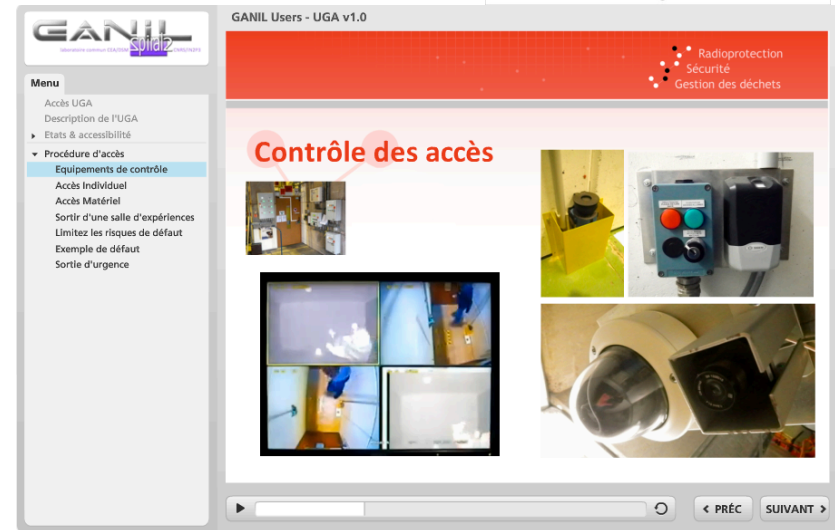 GANIL
spiral2
GANIL Users - UGA v1.0
Radioprotection
Sécurité
Gestion des déchets
Menu
Accès UGA
Description de l'UGA
Etats & accessibilité
Procédure d'accès
Equipements de contrôle
Accès Individuel
Accès Matériel
Sortir d'une salle d'expériences
Limitez les risques de défaut
Exemple de défaut
Sortie d'urgence
Contrôle des accès
PRÉC
SUIVANT